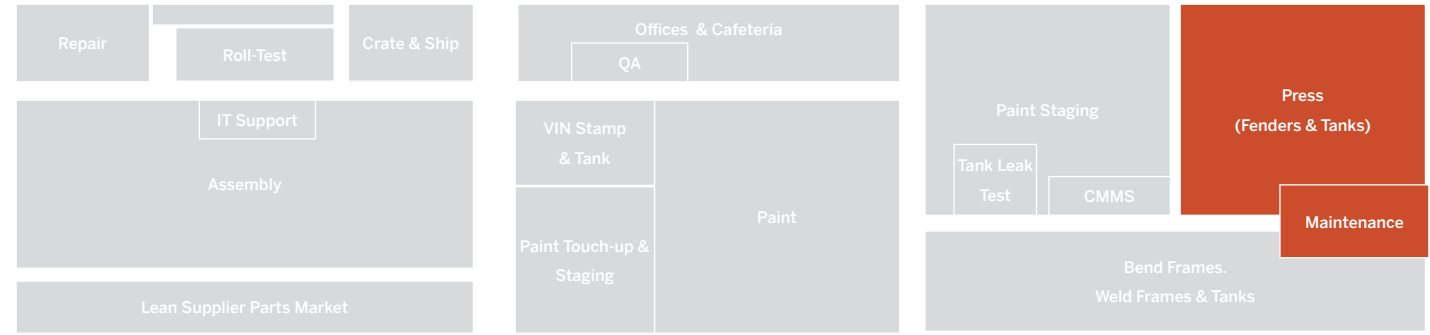 Repair
Roll-Test
Crate & Ship
IT Support
Assembly
Lean Supplier Parts Market
Offices & Cafeteria
QA
VIN Stamp
& Tank
Paint
Paint Touch-up &
Staging
Paint Staging
Tank Leak
Test
CMMS
Press
(Fenders & Tanks)
Maintenance
Bend Frames.
Weld Frames & Tanks